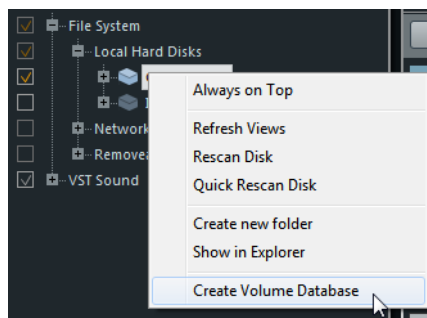 File System
Local Hard Disks
Network
VST Sound
Always on Top
Refresh Views
Rescan Disk
Quick Rescan Disk
Create new folder
Show in Explorer
Create Volume Database